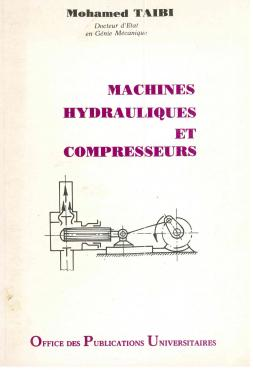 Mohamed TAIBI
Docteur d'Etat
en Génie Mécanique
MACHINES
HYDRAULIQUES
ET
COMPRESSEURS
OFFICE DES PUBLICATIONS UNIVERSITAIRES